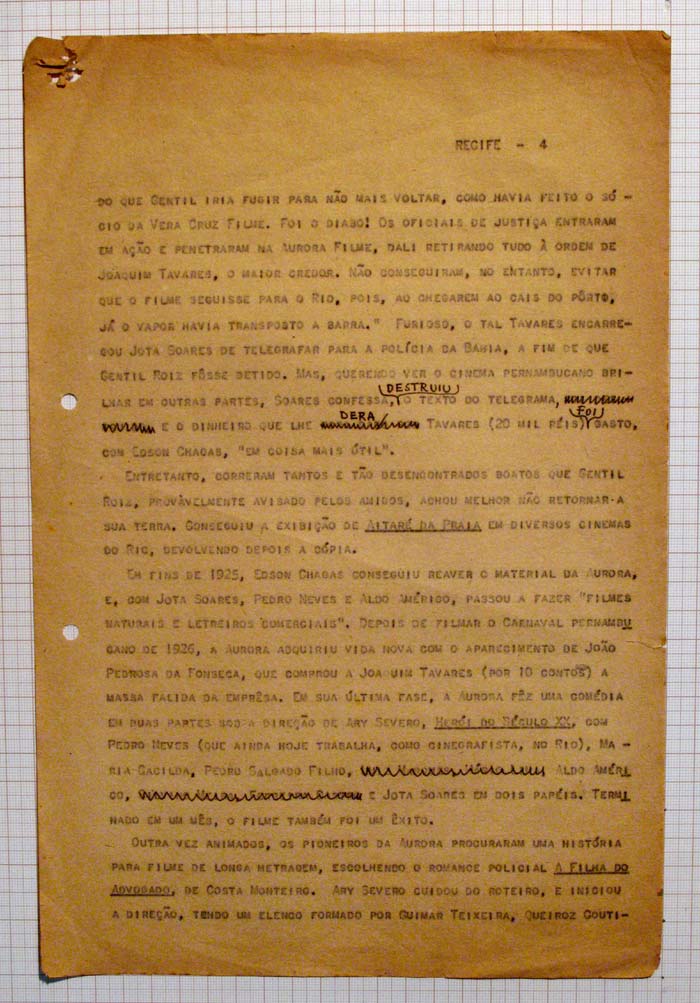 RECIFE - 4
DO QUE GENTIL IRIA FUGIR PARA NÃO MAIS VOLTAR, COMO HAVIA FEITO O SÓ-
CIO DA VERA CRUZ FILME. FOI O DIABO! OS OFICIAIS DE JUSTIÇA ENTRARAM
EM AÇÃO E PENETRARAM NA AURORA FILME, DALI RETIRANDO TUDO À ORDEM DE
JOAQUIM TAVARES, O MAIOR CREDOR. NÃO CONSEGUIRAM, NO ENTANTO, EVITAR
QUE O FILME SEGUISSE PARA O RIO, POIS, AO CHEGAREM AO CAIS DO PÔRTO,
JÁ O VAPOR HAVIA TRANSPOSTO A BARRA." FURIOSO, O TAL TAVARES ENCARRE-
GOU JOTA SOARES DE TELEGRAFAR PARA A POLÍCIA DA BAHIA, A FIM DE QUE
GENTIL ROIZ FÔSSE DETIDO. MAS, QUERENDO VER O CINEMA PERNAMBUCANO BRI-
LHAR EM OUTRAS PARTES, SOARES CONFESSA, DESTRUIU O TEXTO DO TELEGRAMA,
E O DINHEIRO QUE LHE DERA TAVARES (20 MIL RÉIS) FOI GASTO,
COM EDSON CHAGAS, "EM COISA MAIS ÚTIL".
ENTRETANTO, CORRERAM TANTOS E TÃO DESENCONTRADOS BOATOS QUE GENTIL
ROIZ, PROVÀVELMENTE AVISADO PELOS AMIGOS, ACHOU MELHOR NÃO RETORNAR A
SUA TERRA. CONSEGUIU A EXIBIÇÃO DE AITARÉ DA PRAIA EM DIVERSOS CINEMAS
DO RIO, DEVOLVENDO DEPOIS A CÓPIA.
EM FINS DE 1925, EDSON CHAGAS CONSEGUIU REAVER O MATERIAL DA AURORA,
E, COM JOTA SOARES, PEDRO NEVES E ALDO AMÉRICO, PASSOU A FAZER "FILMES
NATURAIS E LETREIROS COMERCIAIS". DEPOIS DE FILMAR O CARNAVAL PERNAMBU
CANO DE 1926, A AURORA ADQUIRIU VIDA NOVA COM O APARECIMENTO DE JOÃO
PEDROSA DA FONSECA, QUE COMPROU A JOAQUIM TAVARES (POR 10 CONTOS) A
MASSA FALIDA DA EMPRÊSA. EM SUA ÚLTIMA FASE, A AURORA FÊZ UMA COMÉDIA
EM DUAS PARTES SOB A DIREÇÃO DE ARY SEVERO, HERÓI DO SÉCULO XX, COM
PEDRO NEVES (QUE AINDA HOJE TRABALHA, COMO CINEGRAFISTA, NO RIO), MA-
RIA CACILDA, PEDRO SALGADO FILHO, ALDO AMÉRI
CO, E JOTA SOARES EM DOIS PAPÉIS. TERMI
NADO EM UM MÊS, O FILME TAMBÉM FOI UM ÊXITO.
OUTRA VEZ ANIMADOS, OS PIONEIROS DA AURORA PROCURARAM UMA HISTÓRIA
PARA FILME DE LONGA METRAGEM, ESCOLHENDO O ROMANCE POLICIAL A FILHA DO
ADVOGADO, DE COSTA MONTEIRO. ARY SEVERO CUIDOU DO ROTEIRO, E INICIOU
A DIREÇÃO, TENDO UM ELENCO FORMADO POR GUIMAR TEIXEIRA, QUEIROZ COUTI-